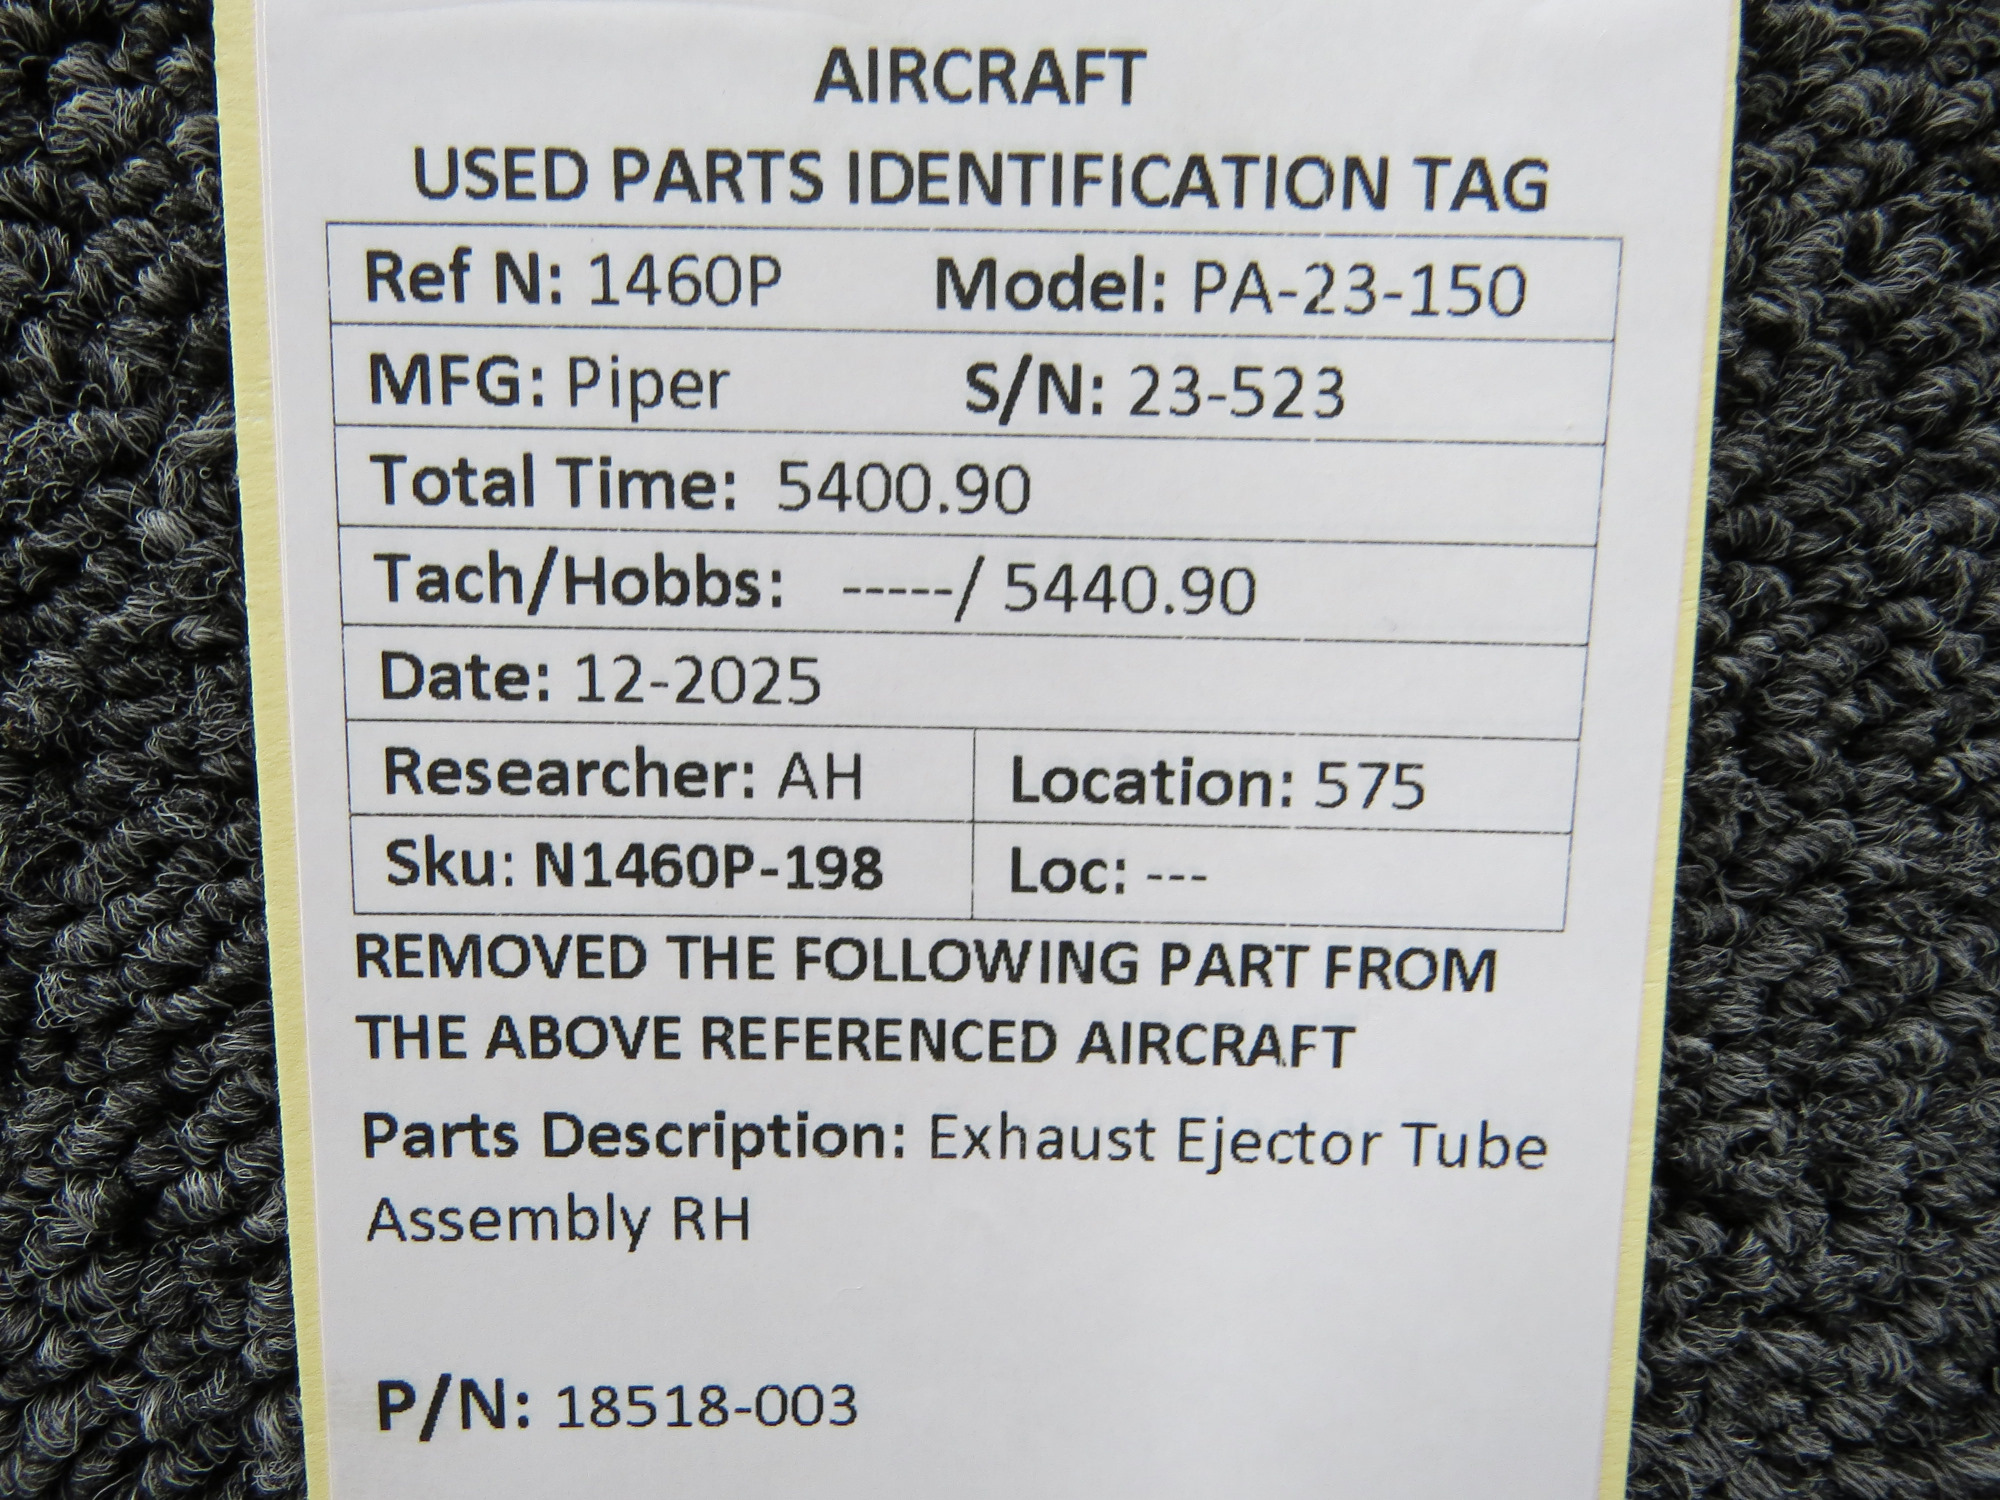 AIRCRAFT
USED PARTS IDENTIFICATION TAG
Ref N: 1460P Model: PA-23-150
MFG: Piper S/N: 23-523
Total Time: 5400.90
Tach/Hobbs: -----/ 5440.90
Date: 12-2025
Researcher: AH Location: 575
Sku: N1460P-198 Loc: ---
REMOVED THE FOLLOWING PART FROM
THE ABOVE REFERENCED AIRCRAFT
Parts Description: Exhaust Ejector Tube
Assembly RH
P/N: 18518-003